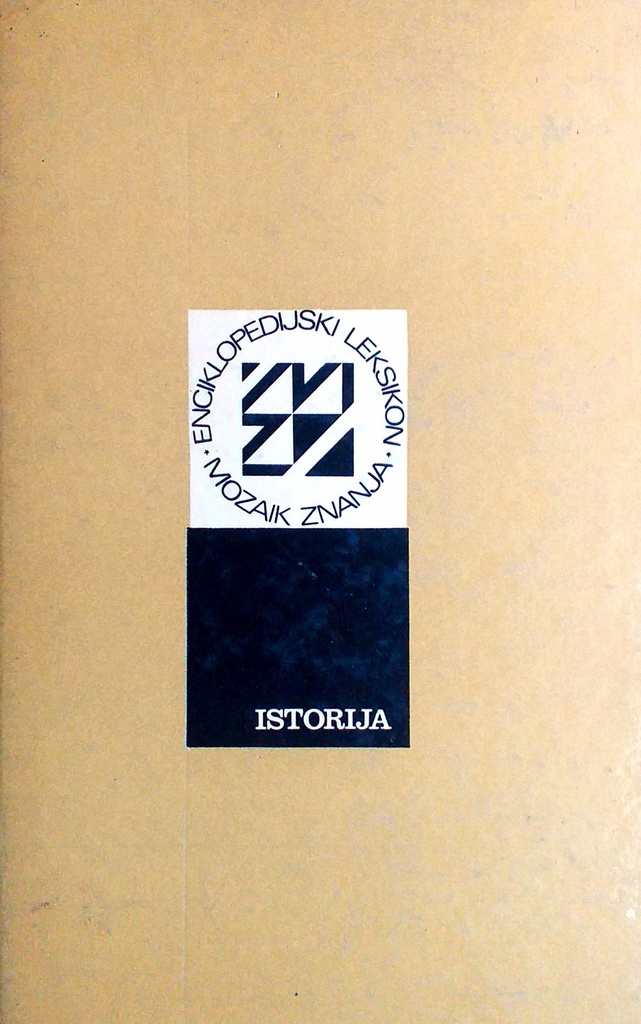 ENCIKLOPEDIJSKI LEKSIKON
* MOZAIK ZNANJA *
ISTORIJA